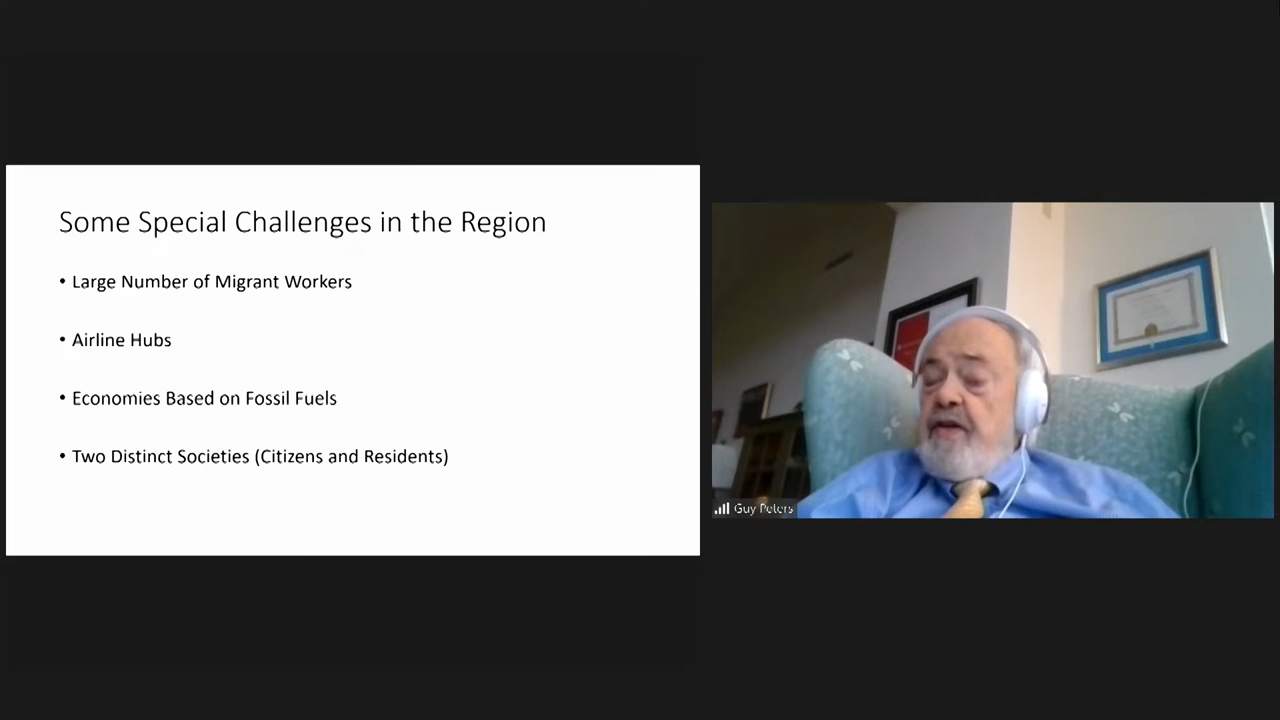 Some Special Challenges in the Region
• Large Number of Migrant Workers
• Airline Hubs
• Economies Based on Fossil Fuels
• Two Distinct Societies (Citizens and Residents)
Guy Peters